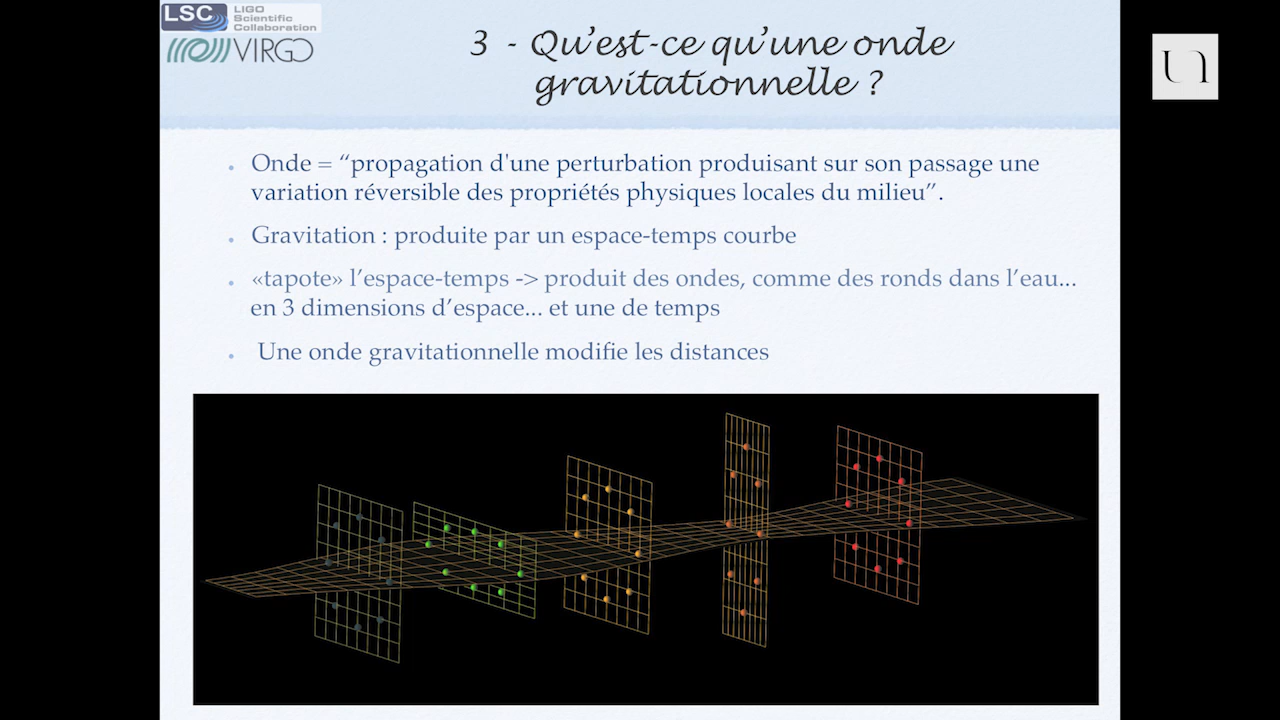 LSC
LIGO
Scientific
Collaboration
VIRGO
3 - Qu'est-ce qu'une onde
gravitationnelle ?
Onde = “propagation d'une perturbation produisant sur son passage une
variation réversible des propriétés physiques locales du milieu”.
Gravitation : produite par un espace-temps courbe
«tapote» l’espace-temps -> produit des ondes, comme des ronds dans l’eau...
en 3 dimensions d’espace... et une de temps
Une onde gravitationnelle modifie les distances